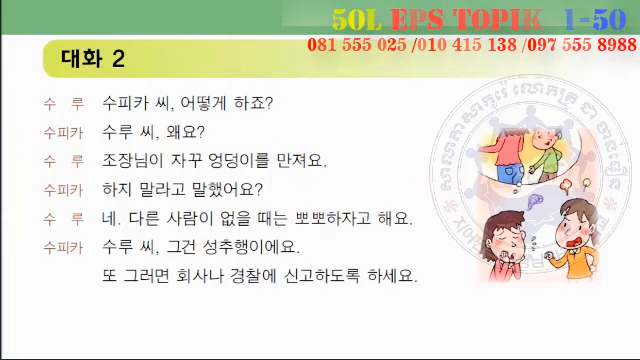 50L EPS TOPIK 1-50
081 555 025 /010 415 138 /097 555 8988
대화 2
수 루 수피카 씨, 어떻게 하죠?
수피카 수루 씨, 왜요?
수 루 조장님이 자꾸 엉덩이를 만져요.
수피카 하지 말라고 말했어요?
수 루 네. 다른 사람이 없을 때는 뽀뽀하자고 해요.
수피카 수루 씨, 그건 성추행이에요.
또 그러면 회사나 경찰에 신고하도록 하세요.